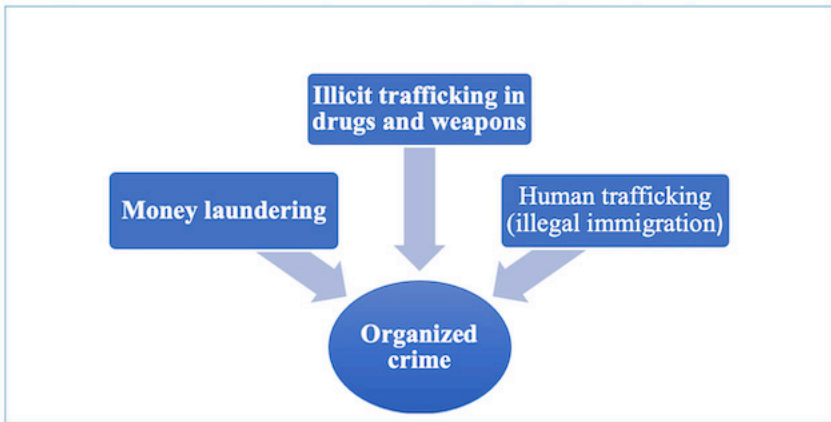 Illicit trafficking in
drugs and weapons
Money laundering
Human trafficking
(illegal immigration)
Organized
crime